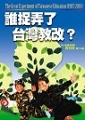 The Great Experiment of Taiwanese Education (1987-2003)
誰捉弄了
台灣教改？